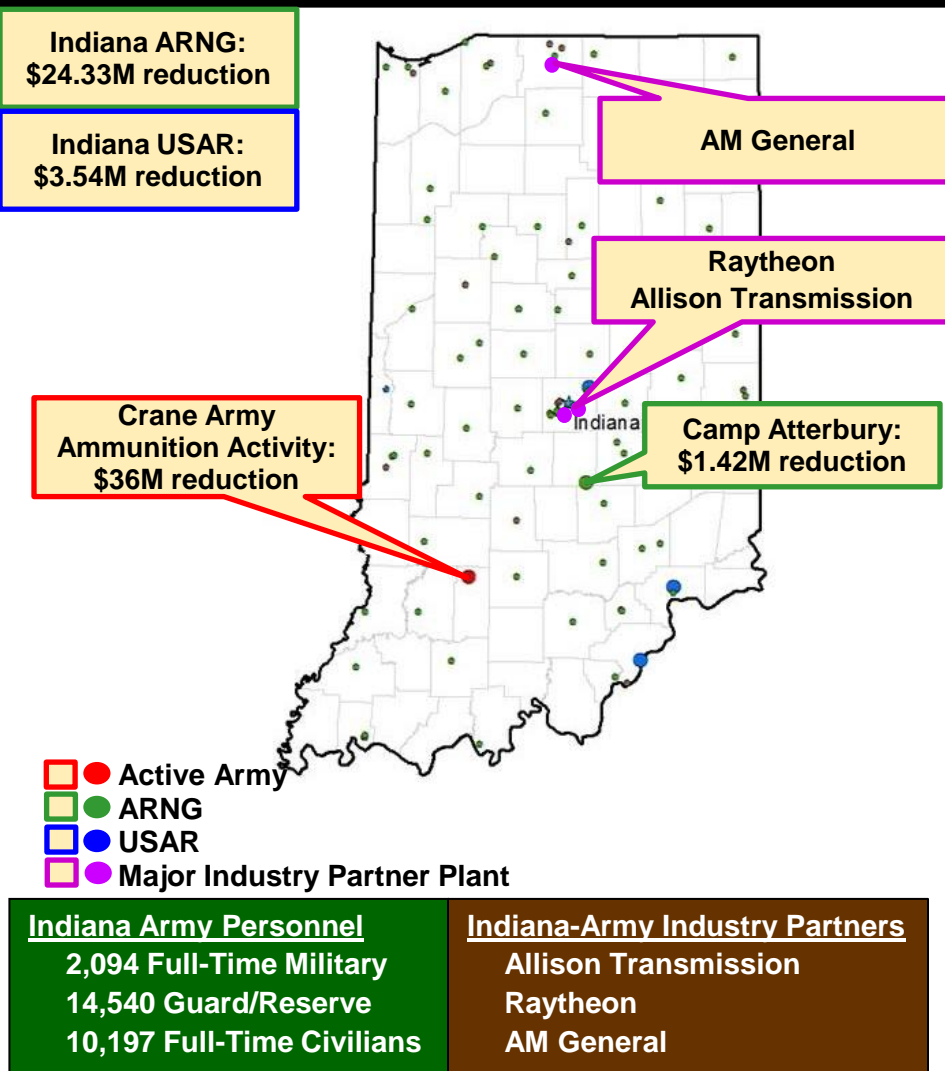 Indiana ARNG:
$24.33M reduction
Indiana USAR:
$3.54M reduction
AM General
Raytheon
Allison Transmission
Crane Army
Ammunition Activity:
$36M reduction
Indiana
Camp Atterbury:
$1.42M reduction
Active Army
ARNG
USAR
Major Industry Partner Plant
Indiana Army Personnel
2,094 Full-Time Military
14,540 Guard/Reserve
10,197 Full-Time Civilians
Indiana-Army Industry Partners
Allison Transmission
Raytheon
AM General